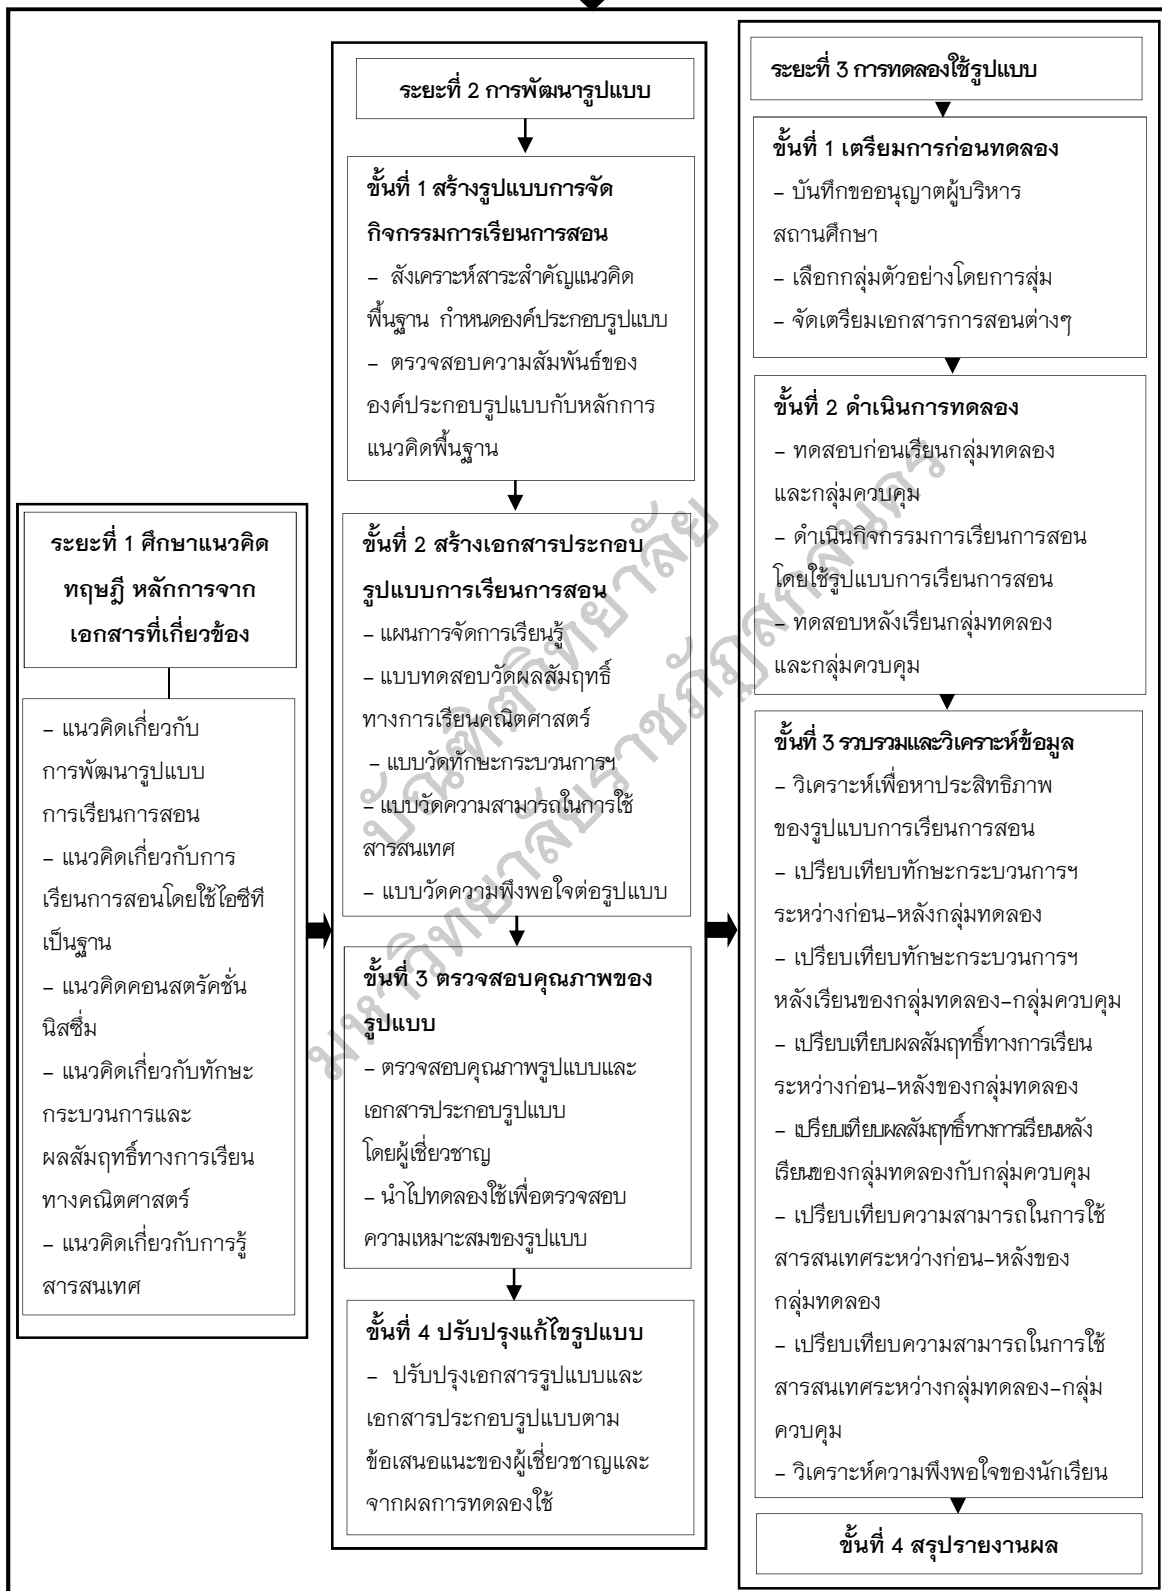 ระยะที่ 1 ศึกษาแนวคิด
ทฤษฎี หลักการจาก
เอกสารที่เกี่ยวข้อง
– แนวคิดเกี่ยวกับ
การพัฒนารูปแบบ
การเรียนการสอน
– แนวคิดเกี่ยวกับการ
เรียนการสอนโดยใช้ไอซีที
เป็นฐาน
– แนวคิดคอนสตรัคชั่น
นิสซึ่ม
– แนวคิดเกี่ยวกับทักษะ
กระบวนการและ
ผลสัมฤทธิ์ทางการเรียน
ทางคณิตศาสตร์
– แนวคิดเกี่ยวกับการรู้
สารสนเทศ
ระยะที่ 2 การพัฒนารูปแบบ
ขั้นที่ 1 สร้างรูปแบบการจัด
กิจกรรมการเรียนการสอน
– สังเคราะห์สาระสำคัญแนวคิด
พื้นฐาน กำหนดองค์ประกอบรูปแบบ
– ตรวจสอบความสัมพันธ์ของ
องค์ประกอบรูปแบบกับหลักการ
แนวคิดพื้นฐาน
ขั้นที่ 2 สร้างเอกสารประกอบ
รูปแบบการเรียนการสอน
– แผนการจัดการเรียนรู้
– แบบทดสอบวัดผลสัมฤทธิ์
ทางการเรียนคณิตศาสตร์
– แบบวัดทักษะกระบวนการฯ
– แบบวัดความสามารถในการใช้
สารสนเทศ
– แบบวัดความพึงพอใจต่อรูปแบบ
ขั้นที่ 3 ตรวจสอบคุณภาพของ
รูปแบบ
– ตรวจสอบคุณภาพรูปแบบและ
เอกสารประกอบรูปแบบ
โดยผู้เชี่ยวชาญ
– นำไปทดลองใช้เพื่อตรวจสอบ
ความเหมาะสมของรูปแบบ
ขั้นที่ 4 ปรับปรุงแก้ไขรูปแบบ
– ปรับปรุงเอกสารรูปแบบและ
เอกสารประกอบรูปแบบตาม
ข้อเสนอแนะของผู้เชี่ยวชาญและ
จากผลการทดลองใช้
ระยะที่ 3 การทดลองใช้รูปแบบ
ขั้นที่ 1 เตรียมการก่อนทดลอง
– บันทึกขออนุญาตผู้บริหาร
สถานศึกษา
– เลือกกลุ่มตัวอย่างโดยการสุ่ม
– จัดเตรียมเอกสารการสอนต่างๆ
ขั้นที่ 2 ดำเนินการทดลอง
– ทดสอบก่อนเรียนกลุ่มทดลอง
และกลุ่มควบคุม
– ดำเนินกิจกรรมการเรียนการสอน
โดยใช้รูปแบบการเรียนการสอน
– ทดสอบหลังเรียนกลุ่มทดลอง
และกลุ่มควบคุม
ขั้นที่ 3 รวบรวมและวิเคราะห์ข้อมูล
– วิเคราะห์เพื่อหาประสิทธิภาพ
ของรูปแบบการเรียนการสอน
– เปรียบเทียบทักษะกระบวนการฯ
ระหว่างก่อน–หลังกลุ่มทดลอง
– เปรียบเทียบทักษะกระบวนการฯ
หลังเรียนของกลุ่มทดลอง–กลุ่มควบคุม
– เปรียบเทียบผลสัมฤทธิ์ทางการเรียน
ระหว่างก่อน–หลังของกลุ่มทดลอง
– เปรียบเทียบผลสัมฤทธิ์ทางการเรียนหลัง
เรียนของกลุ่มทดลองกับกลุ่มควบคุม
– เปรียบเทียบความสามารถในการใช้
สารสนเทศระหว่างก่อน–หลังของ
กลุ่มทดลอง
– เปรียบเทียบความสามารถในการใช้
สารสนเทศระหว่างกลุ่มทดลอง–กลุ่ม
ควบคุม
– วิเคราะห์ความพึงพอใจของนักเรียน
ขั้นที่ 4 สรุปรายงานผล
บัณฑิตวิทยาลัย
มหาวิทยาลัยราชภัฏสกลนคร